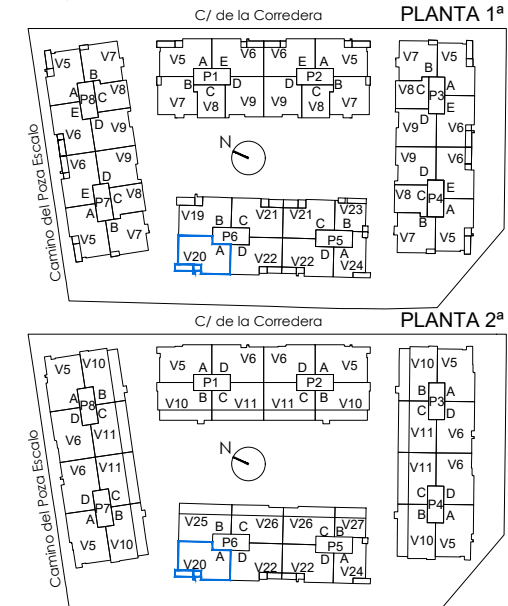 C/ de la Corredera
PLANTA 1ª
V5 V7 B A P8 C V8 E D V6 V9
V6 V9 D E P7 C V8 A B V5 V7
V5 A E V6 V6 E A V5
P1 P2
B C D D C B
V7 V8 V9 V9 V8 V7
V7 V5 B A V8 C P3 E D V9 V6
V9 V6 D E V8 C P4 B A V7 V5
N
V19 B C V21 V21 C B V23
P6 P5
V20 A D V22 V22 D A V24
Camino del Poza Escalo
C/ de la Corredera
PLANTA 2ª
V10 V5 A B P8 C D V6 V11
V6 V11 D C P7 A B V5 V10
V5 A D V6 V6 D A V5
P1 P2
V10 B C V11 V11 C B V10
V10 V5 B A P3 C D V11 V6
V11 V6 C D P4 B A V10 V5
N
V25 B C V26 V26 C B V27
P6 P5
V20 A D V22 V22 D A V24
Camino del Poza Escalo